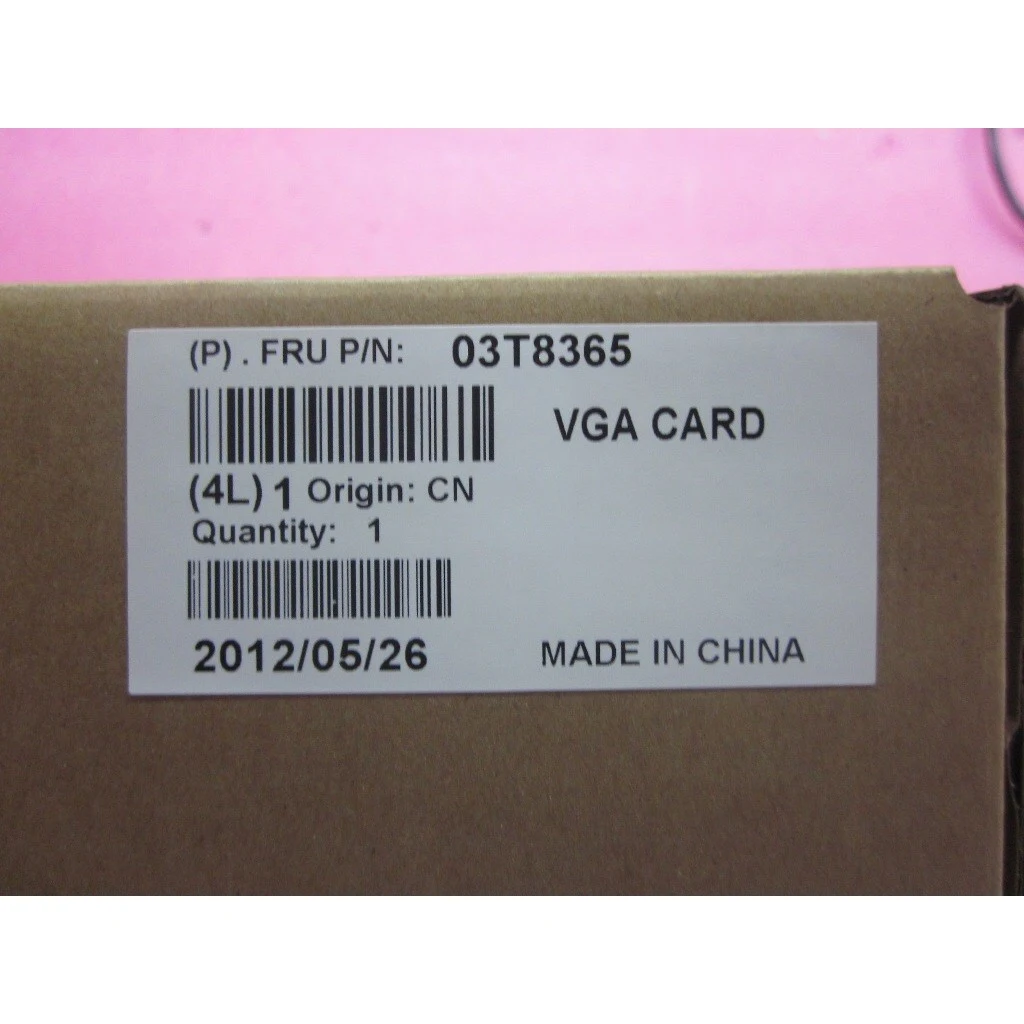 (P) . FRU P/N: 03T8365
VGA CARD
(4L) 1 Origin: CN
Quantity: 1
2012/05/26 MADE IN CHINA